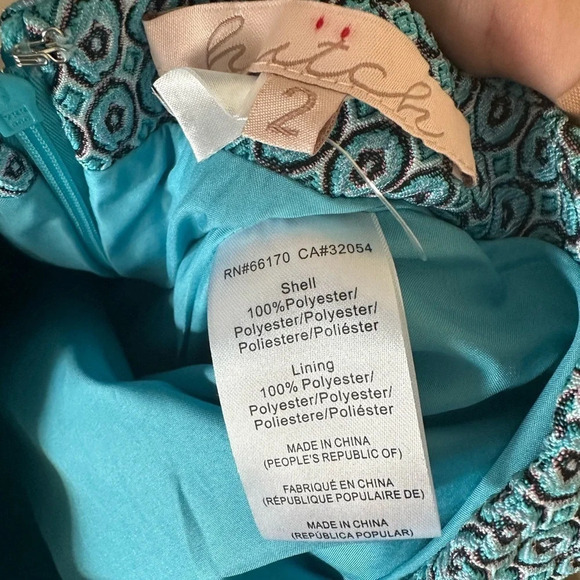 hïtch
2
RN#66170 CA#32054
Shell
100%Polyester/
Polyester/Polyester/
Poliestere/Poliéster
Lining
100% Polyester/
Polyester/Polyester/
Poliestere/Poliéster
MADE IN CHINA
(PEOPLE'S REPUBLIC OF)
FABRIQUÉ EN CHINA
(RÉPUBLIQUE POPULAIRE DE)
MADE IN CHINA
(REPÚBLICA POPULAR)